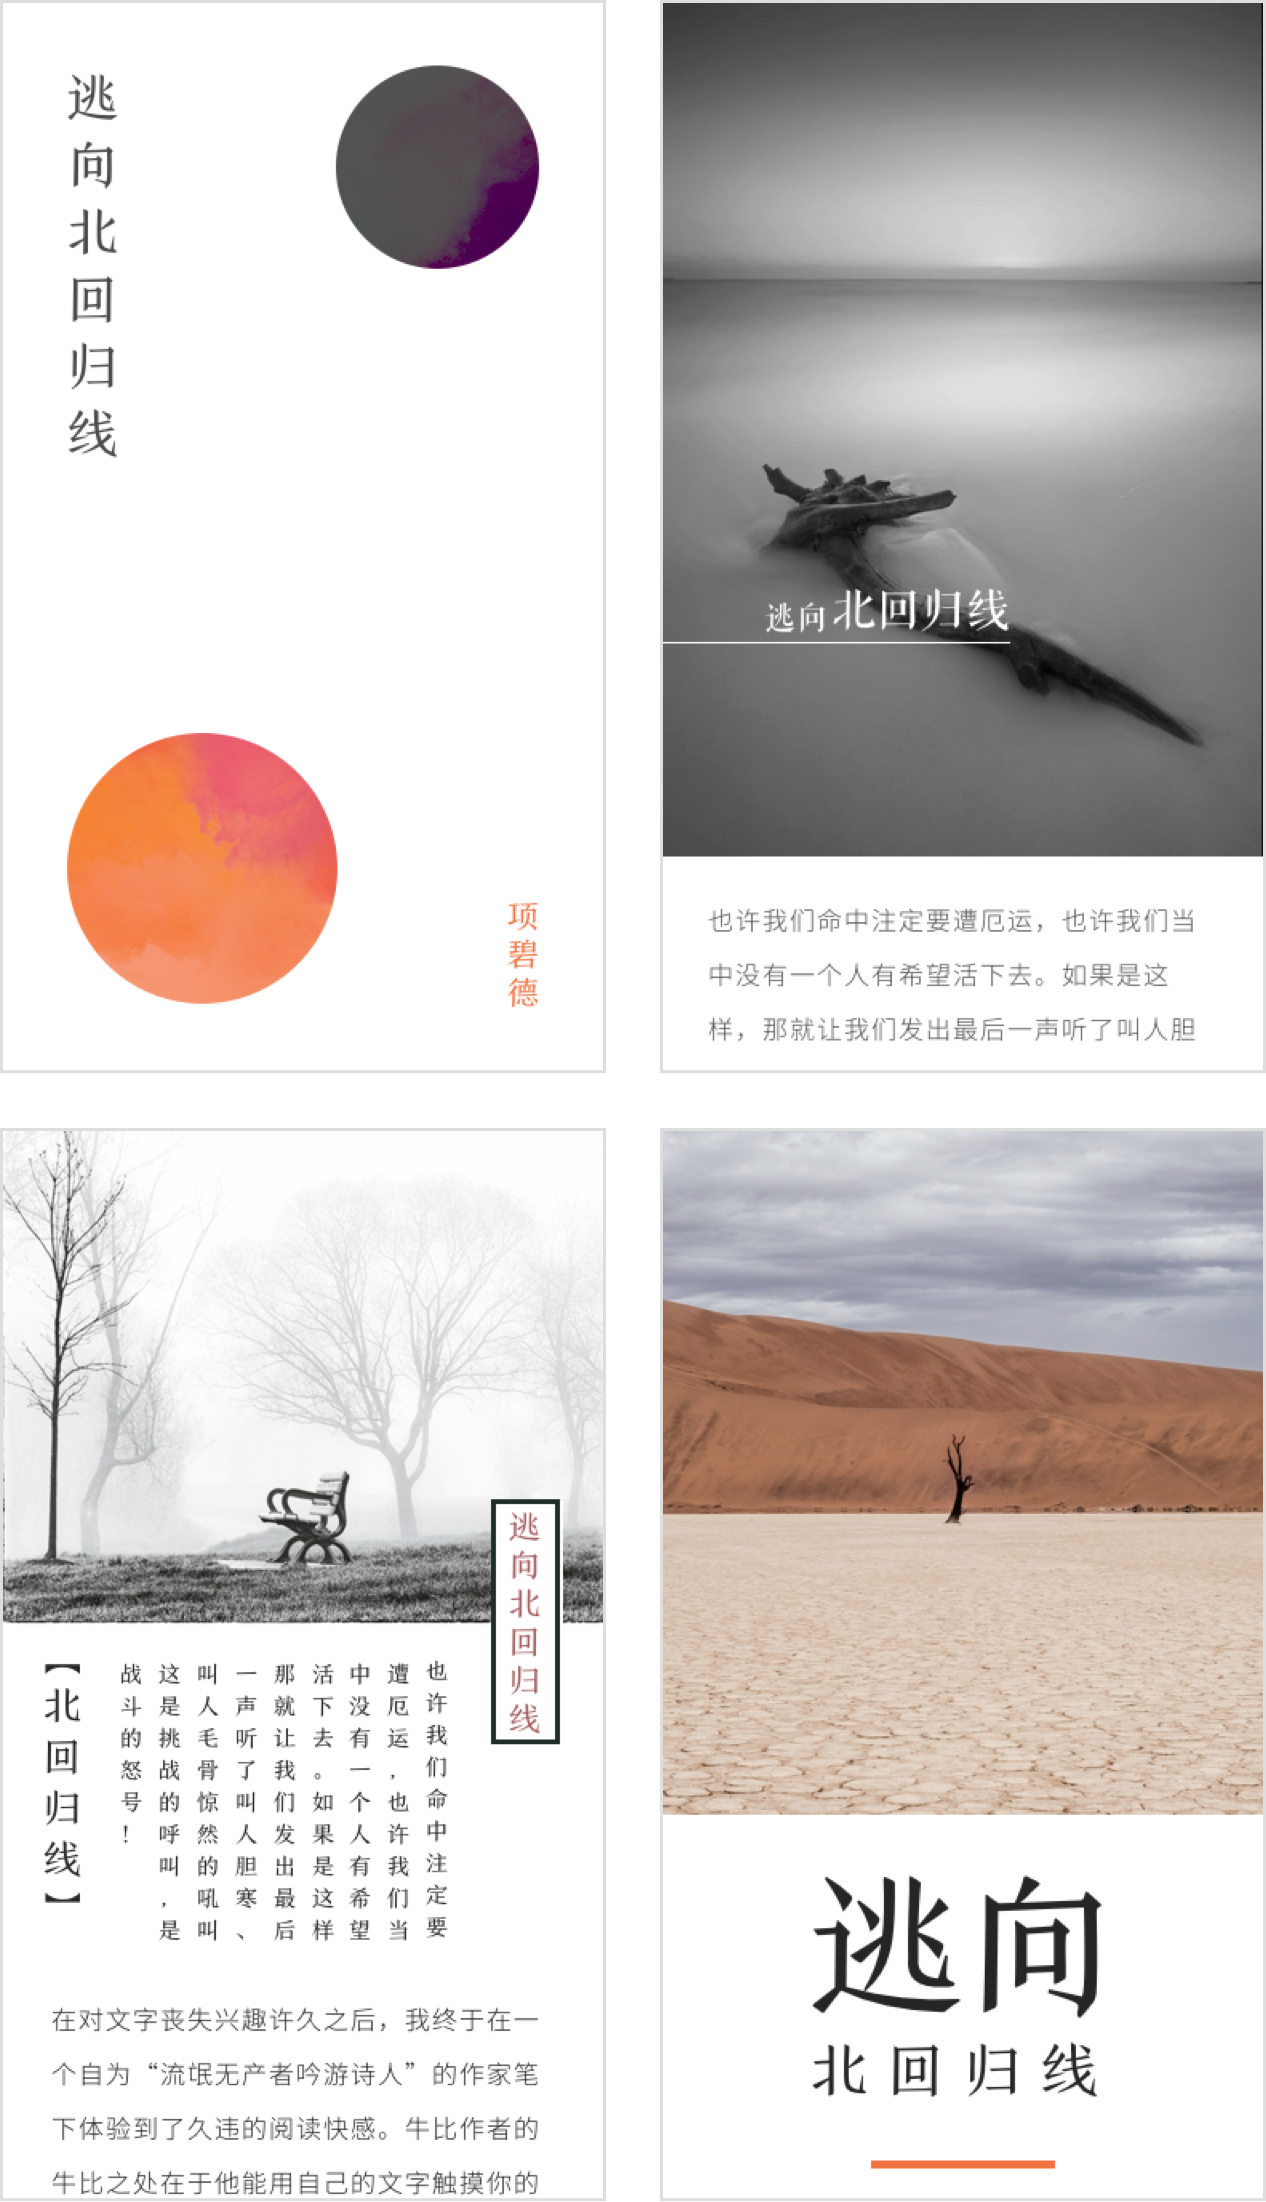 逃向北回归线
项碧德
逃向北回归线
也许我们命中注定要遭厄运，也许我们当
中没有一个人有希望活下去。如果是这
样，那就让我们发出最后一声听了叫人胆
逃向北回归线
也许我们命中注定要
遭厄运，也许我们当
中没有一个人有希望
活下去。如果是这样
那就让我们发出最后
一声听了叫人胆寒、
叫人毛骨惊然的吼叫
这是挑战的呼叫，是
战斗的怒号！
【北回归线】
在对文字丧失兴趣许久之后，我终于在一
个自为“流氓无产者吟游诗人”的作家笔
下体验到了久违的阅读快感。牛比作者的
牛比之处在于他能用自己的文字触摸你的
逃向
北回归线